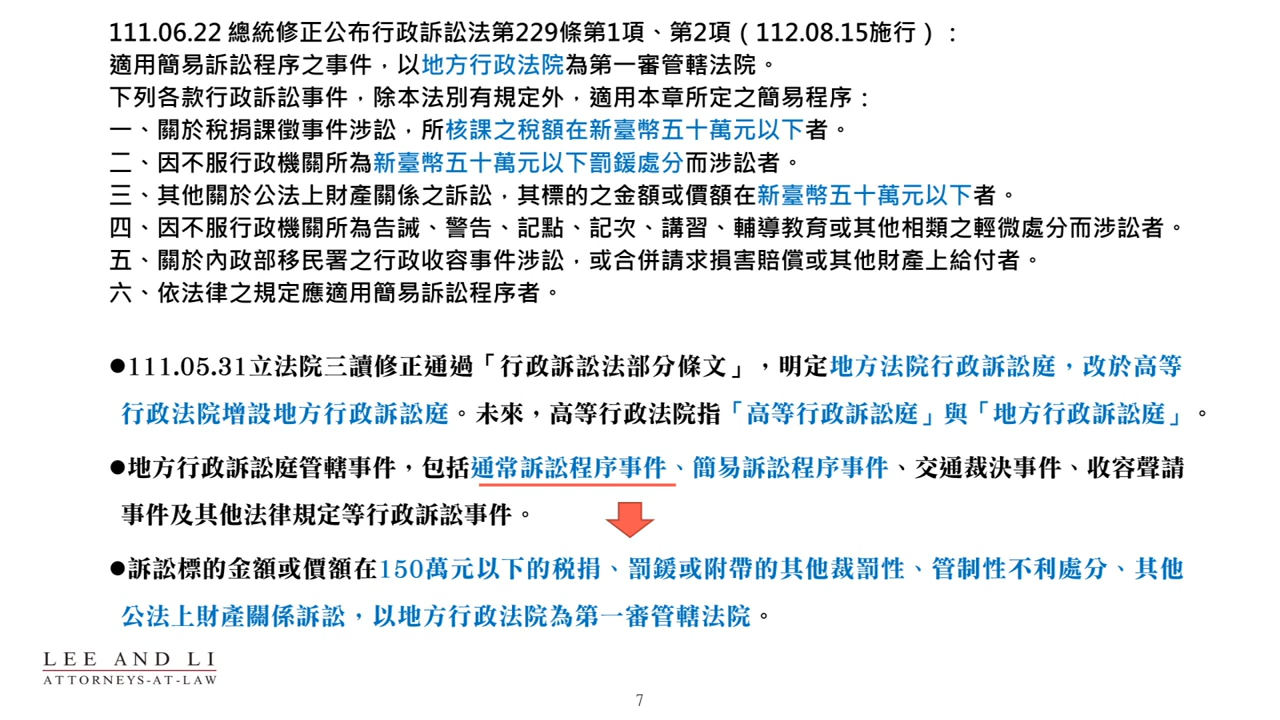 111.06.22 總統修正公布行政訴訟法第229條第1項、第2項（112.08.15施行）：
適用簡易訴訟程序之事件，以地方行政法院為第一審管轄法院。
下列各款行政訴訟事件，除本法別有規定外，適用本章所定之簡易程序：
一、關於稅捐課徵事件涉訟，所核課之稅額在新臺幣五十萬元以下者。
二、因不服行政機關所為新臺幣五十萬元以下罰鍰處分而涉訟者。
三、其他關於公法上財產關係之訴訟，其標的之金額或價額在新臺幣五十萬元以下者。
四、因不服行政機關所為告誡、警告、記點、記次、講習、輔導教育或其他相類之輕微處分而涉訟者。
五、關於內政部移民署之行政收容事件涉訟，或合併請求損害賠償或其他財產上給付者。
六、依法律之規定應適用簡易訴訟程序者。
●111.05.31立法院三讀修正通過「行政訴訟法部分條文」，明定地方法院行政訴訟庭，改於高等
行政法院增設地方行政訴訟庭。未來，高等行政法院指「高等行政訴訟庭」與「地方行政訴訟庭」。
●地方行政訴訟庭管轄事件，包括通常訴訟程序事件、簡易訴訟程序事件、交通裁決事件、收容聲請
事件及其他法律規定等行政訴訟事件。
●訴訟標的金額或價額在150萬元以下的稅捐、罰鍰或附帶的其他裁罰性、管制性不利處分、其他
公法上財產關係訴訟，以地方行政法院為第一審管轄法院。
LEE AND LI
ATTORNEYS-AT-LAW
7